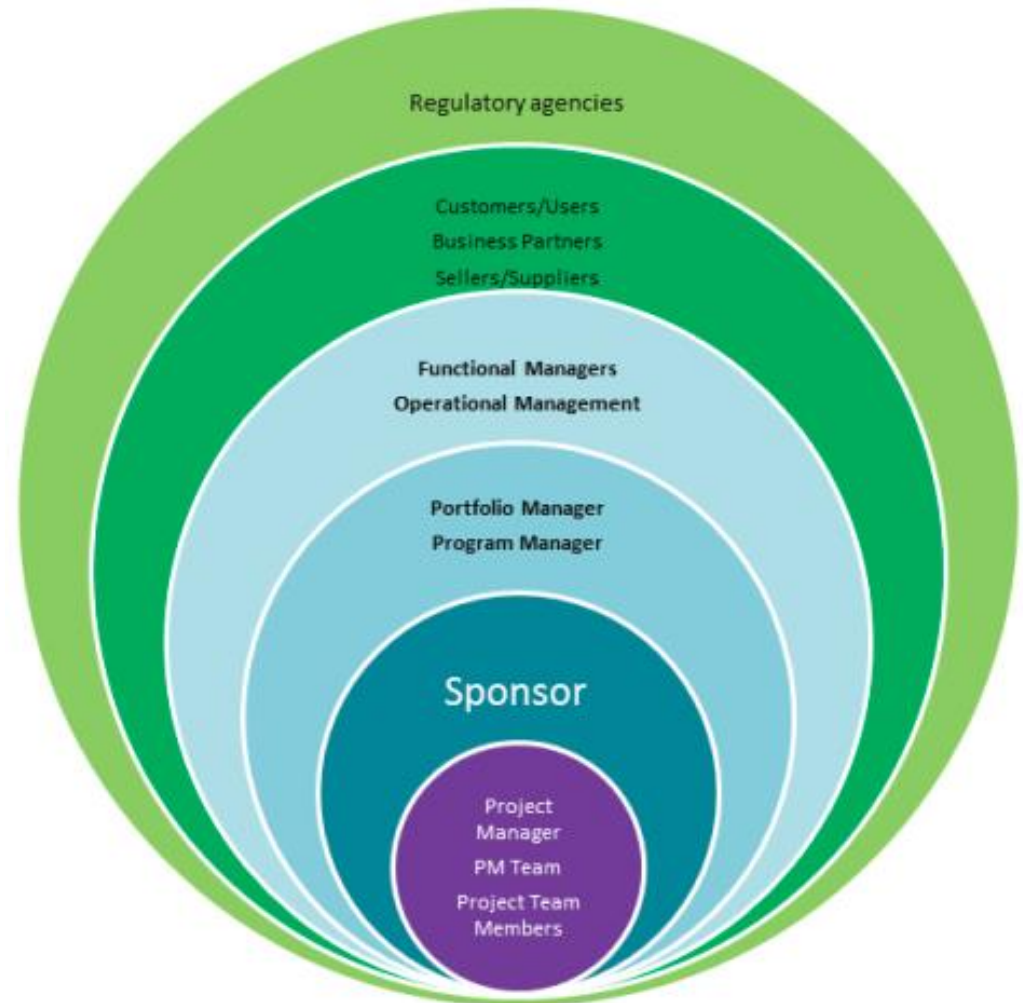 Regulatory agencies
Customers/Users
Business Partners
Sellers/Suppliers
Functional Managers
Operational Management
Portfolio Manager
Program Manager
Sponsor
Project
Manager
PM Team
Project Team
Members